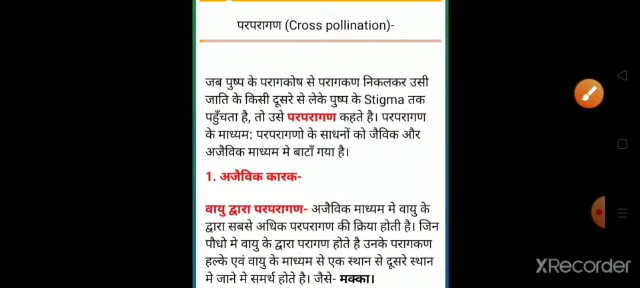 परपरागण (Cross pollination)-
जब पुष्प के परागकोष से परागकण निकलकर उसी
जाति के किसी दूसरे से लेके पुष्प के Stigma तक
पहुँचता है, तो उसे परपरागण कहते है। परपरागण
के माध्यम: परपरागणो के साधनों को जैविक और
अजैविक माध्यम मे बाटाँ गया है।
1. अजैविक कारक-
वायु द्वारा परपरागण- अजैविक माध्यम मे वायु के
द्वारा सबसे अधिक परपरागण की क्रिया होती है। जिन
पौधो मे वायु के द्वारा परागण होते है उनके परागकण
हल्के एवं वायु के माध्यम से एक स्थान से दूसरे स्थान
मे जाने मे समर्थ होते है। जैसे- मक्का।
XRecorder